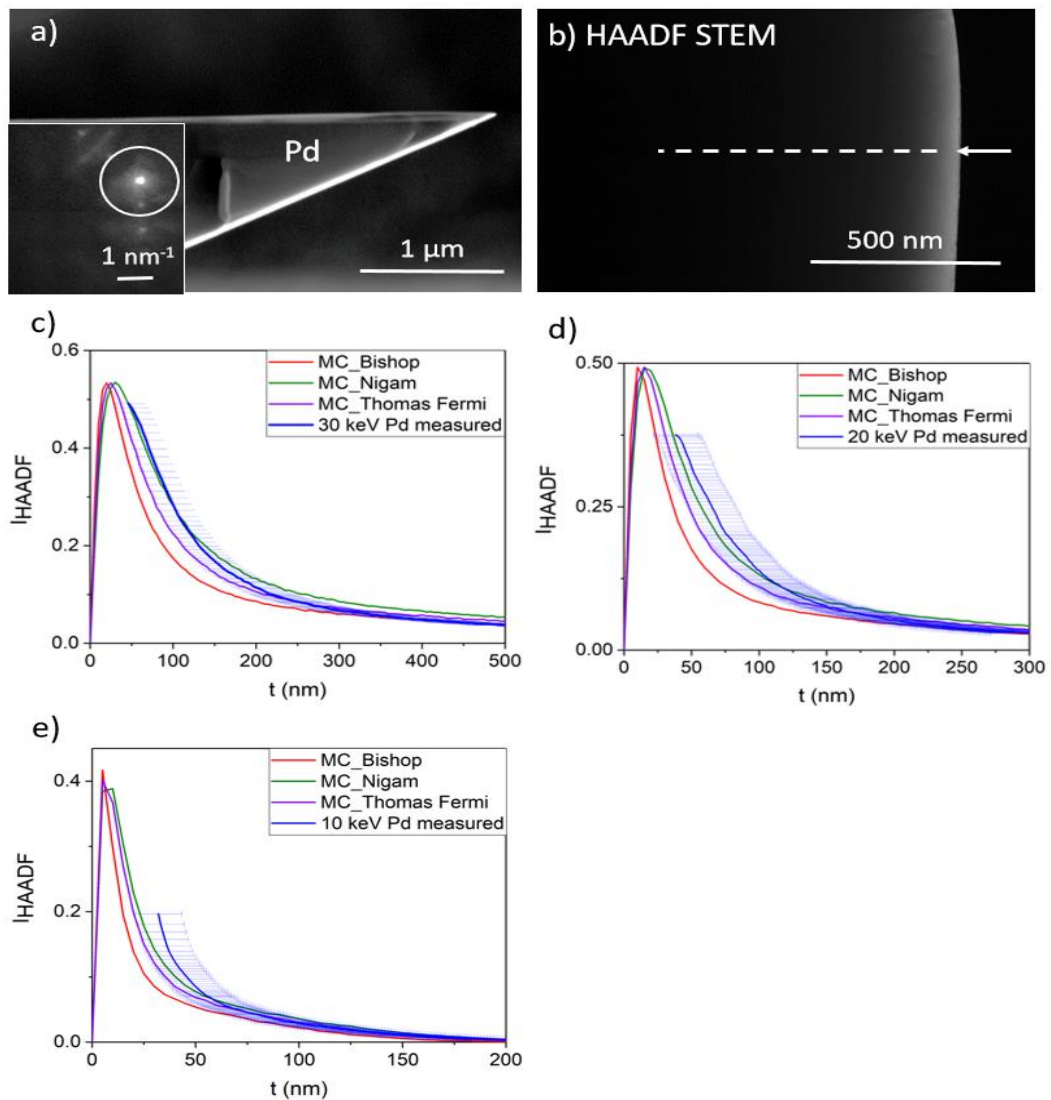 a)
Pd
1 nm-1
1 µm
b) HAADF STEM
500 nm
c)
0.6
0.4
0.2
0.0
IHAADF
MC_Bishop
MC_Nigam
MC_Thomas Fermi
30 keV Pd measured
0 100 200 300 400 500
t (nm)
d)
0.50
0.25
0.00
IHAADF
MC_Bishop
MC_Nigam
MC_Thomas Fermi
20 keV Pd measured
0 50 100 150 200 250 300
t (nm)
e)
0.4
0.2
0.0
IHAADF
MC_Bishop
MC_Nigam
MC_Thomas Fermi
10 keV Pd measured
0 50 100 150 200
t (nm)